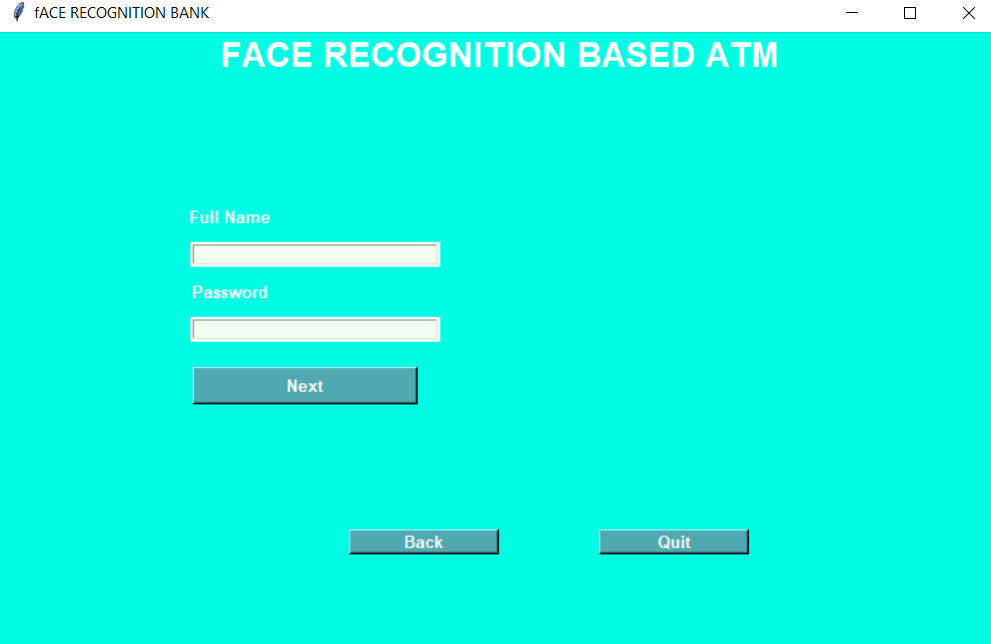 fACE RECOGNITION BANK
FACE RECOGNITION BASED ATM
Full Name
Password
Next
Back
Quit